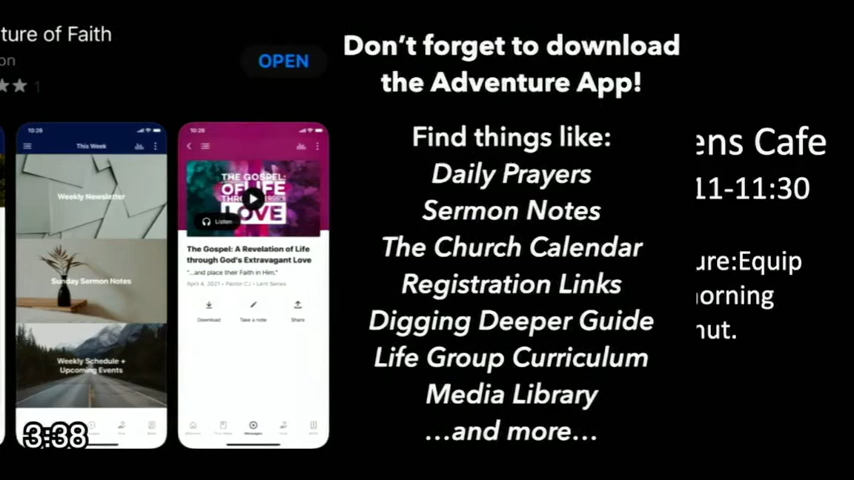 ture of Faith
on
OPEN
1
10:26
This Week
Weekly Newsletter
Sunday Sermon Notes
Weekly Schedule +
Upcoming Events
3:38
10:26
THE GOSPEL:
OF LIFE
LOVE
Listen
The Gospel: A Revelation of Life
through God's Extravagant Love
"...and place their Faith in Him."
April 4, 2021 • Pastor CJ • Lent Series
Download
Take a note
Share
Messages
Don't forget to download
the Adventure App!
Find things like:
Daily Prayers
Sermon Notes
The Church Calendar
Registration Links
Digging Deeper Guide
Life Group Curriculum
Media Library
...and more...
ens Cafe
11-11:30
ure:Equip
orning
nut.